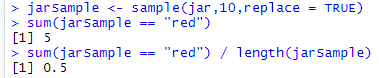 > jarSample <- sample(jar,10,replace = TRUE)
> sum(jarSample == "red")
[1] 5
> sum(jarSample == "red") / length(jarSample)
[1] 0.5